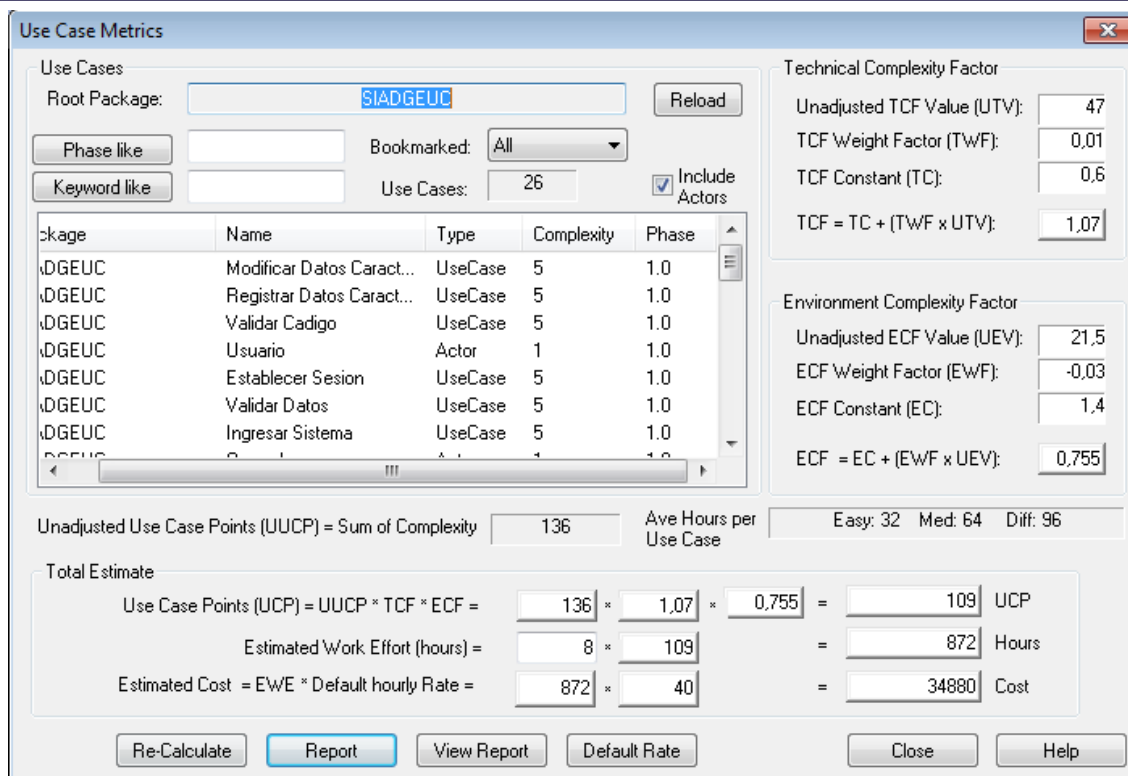 Use Case Metrics
Use Cases
Root Package: SIADGEUC Reload
Phase like Bookmarked: All
Keyword like Use Cases: 26 Include Actors
ckage Name Type Complexity Phase
DGEUC Modificar Datos Caract... UseCase 5 1.0
DGEUC Registrar Datos Caract... UseCase 5 1.0
DGEUC Validar Cadigo UseCase 5 1.0
DGEUC Usuario Actor 1 1.0
DGEUC Establecer Sesion UseCase 5 1.0
DGEUC Validar Datos UseCase 5 1.0
DGEUC Ingresar Sistema UseCase 5 1.0
Technical Complexity Factor
Unadjusted TCF Value (UTV): 47
TCF Weight Factor (TWF): 0,01
TCF Constant (TC): 0,6
TCF = TC + (TWF x UTV): 1,07
Environment Complexity Factor
Unadjusted ECF Value (UEV): 21,5
ECF Weight Factor (EWF): -0,03
ECF Constant (EC): 1,4
ECF = EC + (EWF x UEV): 0,755
Unadjusted Use Case Points (UUCP) = Sum of Complexity 136
Ave Hours per Use Case Easy: 32 Med: 64 Diff: 96
Total Estimate
Use Case Points (UCP) = UUCP * TCF * ECF = 136 * 1,07 * 0,755 = 109 UCP
Estimated Work Effort (hours) = 8 * 109 = 872 Hours
Estimated Cost = EWE * Default hourly Rate = 872 * 40 = 34880 Cost
Re-Calculate Report View Report Default Rate Close Help